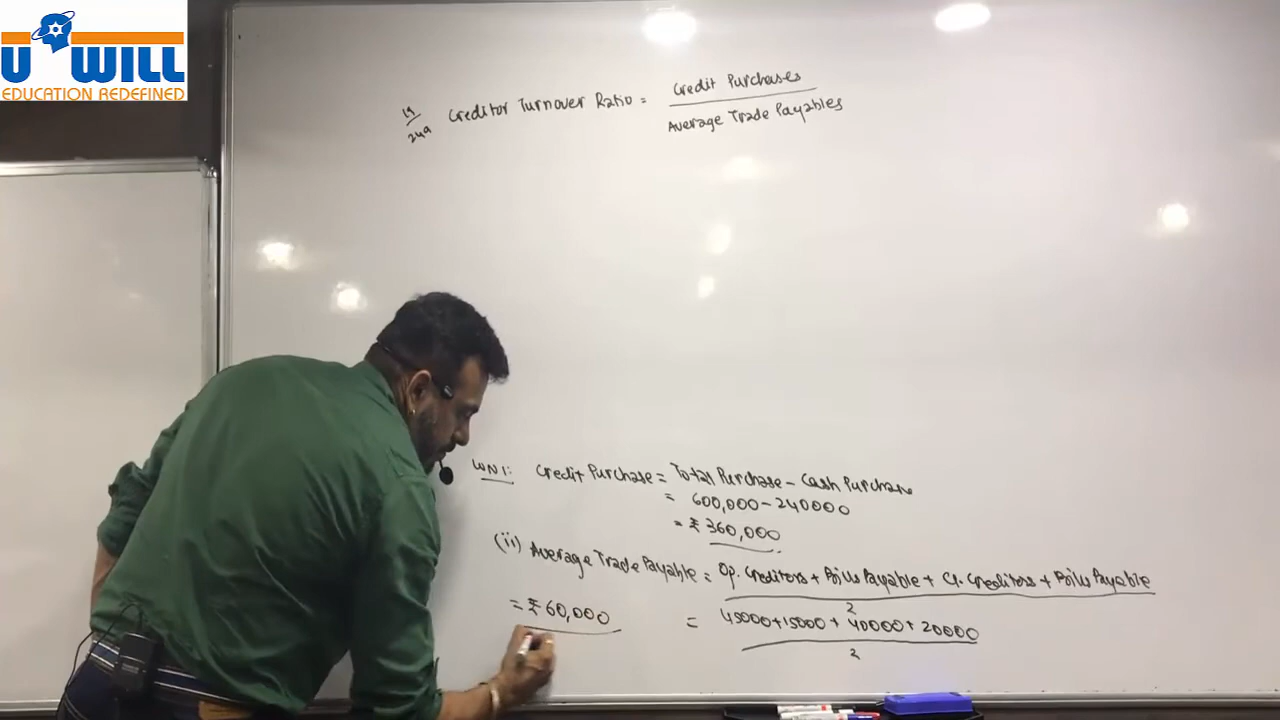 U WILL
EDUCATION REDEFINED
Creditor Turnover Ratio = Credit Purchases
Average Trade Payables
WN1: Credit Purchase = Total Purchase - Cash Purchase
= 600,000 - 240000
= ₹ 360,000
(ii) Average Trade Payable = Op. Creditors + Bills Payable + Cl. Creditors + Bills Payable
2
= 45000 + 15000 + 40000 + 20000
2
= ₹ 60,000